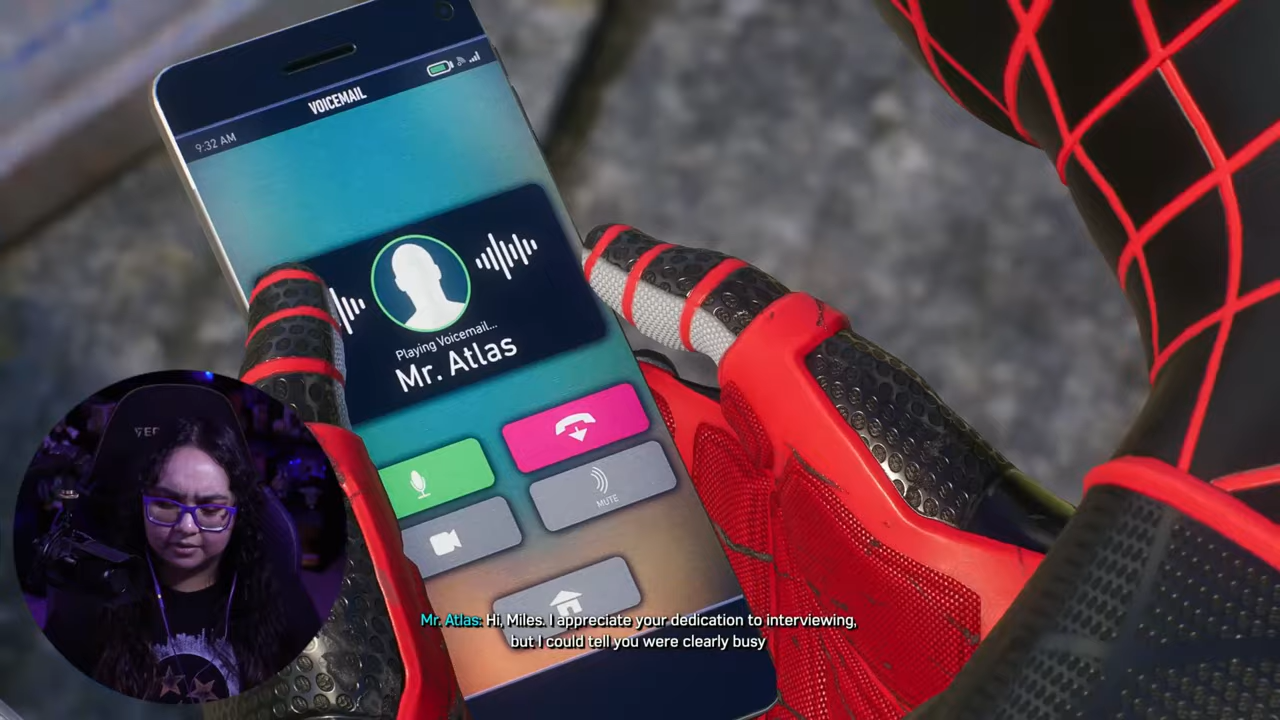 VOICEMAIL
9:32 AM
Playing Voicemail...
Mr. Atlas
MUTE
Mr. Atlas: Hi, Miles. I appreciate your dedication to interviewing,
but I could tell you were clearly busy